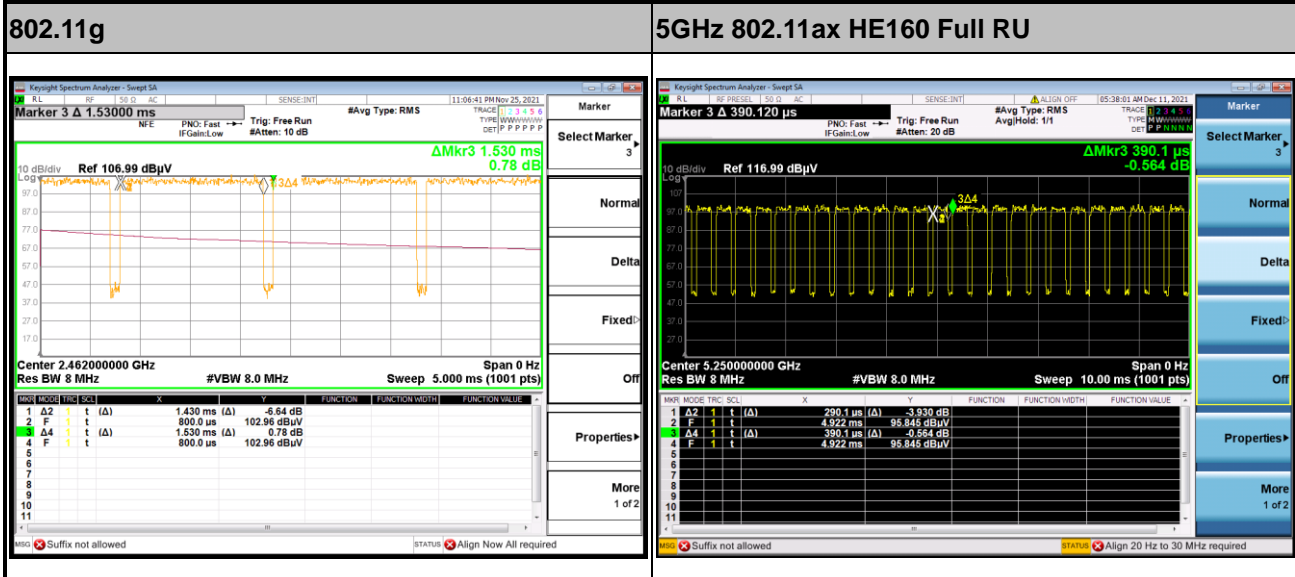 802.11g
5GHz 802.11ax HE160 Full RU
Keysight Spectrum Analyzer - Swept SA
RL RF 50 Ω AC SENSE:INT 11:06:41 PM Nov 25, 2021
Marker 3 Δ 1.53000 ms
NFE PNO: Fast IFGain:Low
Trig: Free Run
#Atten: 10 dB
#Avg Type: RMS
TRACE 1 2 3 4 5 6
TYPE WWWWWW
DET P P P P P P
ΔMkr3 1.530 ms
0.78 dB
10 dB/div Ref 106.99 dBµV
Log
97.0
87.0
77.0
67.0
57.0
47.0
37.0
27.0
17.0
3Δ4
Center 2.462000000 GHz Span 0 Hz
Res BW 8 MHz #VBW 8.0 MHz Sweep 5.000 ms (1001 pts)
MKR MODE TRC SCL X Y FUNCTION FUNCTION WIDTH FUNCTION VALUE
1 Δ2 1 t (Δ) 1.430 ms (Δ) -6.64 dB
2 F 1 t 800.0 µs 102.96 dBµV
3 Δ4 1 t (Δ) 1.530 ms (Δ) 0.78 dB
4 F 1 t 800.0 µs 102.96 dBµV
5
6
7
8
9
10
11
MSG Suffix not allowed STATUS Align Now All required
Marker
Select Marker
3
Normal
Delta
Fixed
Off
Properties
More
1 of 2
Keysight Spectrum Analyzer - Swept SA
RL RF PRESEL 50 Ω AC SENSE:INT ALIGN OFF 05:38:01 AM Dec 11, 2021
Marker 3 Δ 390.120 µs
PNO: Fast IFGain:Low
Trig: Free Run
#Atten: 20 dB
#Avg Type: RMS
Avg|Hold: 1/1
TRACE 1 2 3 4 5 6
TYPE MWWWWW
DET P P N N N N
ΔMkr3 390.1 µs
-0.564 dB
10 dB/div Ref 116.99 dBµV
Log
107
97.0
87.0
77.0
67.0
57.0
47.0
37.0
27.0
3Δ4
Center 5.250000000 GHz Span 0 Hz
Res BW 8 MHz #VBW 8.0 MHz Sweep 10.00 ms (1001 pts)
MKR MODE TRC SCL X Y FUNCTION FUNCTION WIDTH FUNCTION VALUE
1 Δ2 1 t (Δ) 290.1 µs (Δ) -3.930 dB
2 F 1 t 4.922 ms 95.845 dBµV
3 Δ4 1 t (Δ) 390.1 µs (Δ) -0.564 dB
4 F 1 t 4.922 ms 95.845 dBµV
5
6
7
8
9
10
11
MSG Suffix not allowed STATUS Align 20 Hz to 30 MHz required
Marker
Select Marker
3
Normal
Delta
Fixed
Off
Properties
More
1 of 2